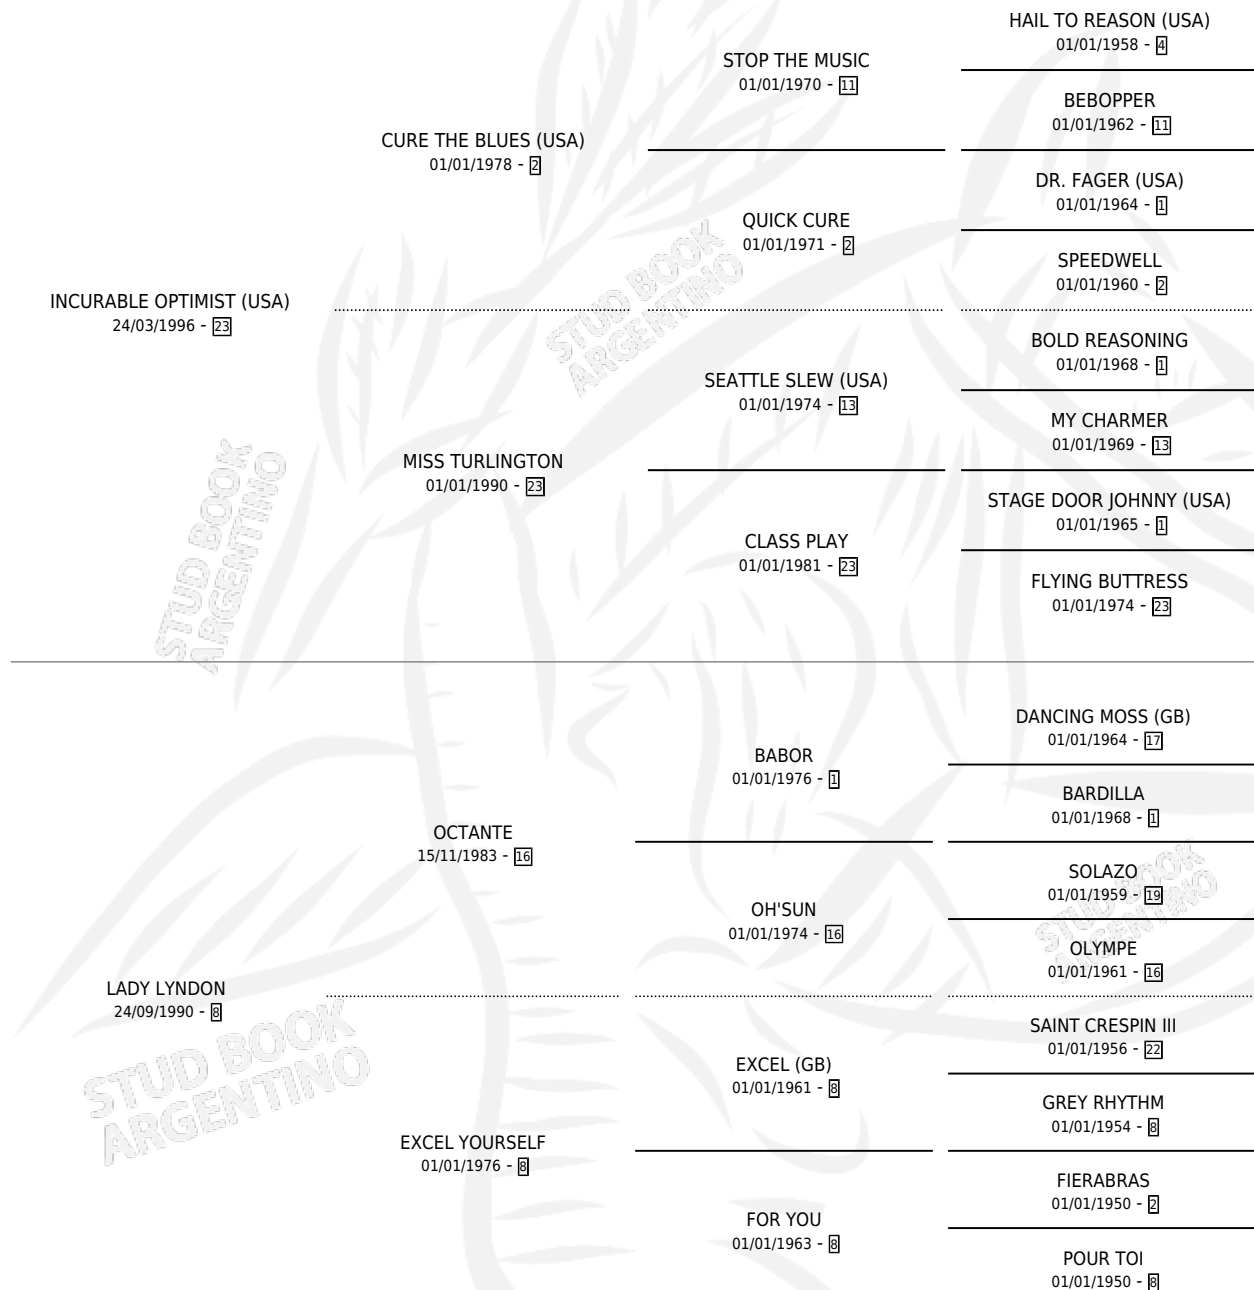 HAIL TO REASON (USA)
01/01/1958 - 4
STOP THE MUSIC
01/01/1970 - 11
BEBOPPER
01/01/1962 - 11
CURE THE BLUES (USA)
01/01/1978 - 2
DR. FAGER (USA)
01/01/1964 - 1
QUICK CURE
01/01/1971 - 2
SPEEDWELL
01/01/1960 - 2
INCURABLE OPTIMIST (USA)
24/03/1996 - 23
BOLD REASONING
01/01/1968 - 1
SEATTLE SLEW (USA)
01/01/1974 - 13
MY CHARMER
01/01/1969 - 13
MISS TURLINGTON
01/01/1990 - 23
STAGE DOOR JOHNNY (USA)
01/01/1965 - 1
CLASS PLAY
01/01/1981 - 23
FLYING BUTTRESS
01/01/1974 - 23
STUD BOOK
ARGENTINO
STUD BOOK
ARGENTINO
DANCING MOSS (GB)
01/01/1964 - 17
BABOR
01/01/1976 - 1
BARDILLA
01/01/1968 - 1
OCTANTE
15/11/1983 - 16
SOLAZO
01/01/1959 - 19
OH'SUN
01/01/1974 - 16
OLYMPE
01/01/1961 - 16
STUD BOOK
ARGENTINO
LADY LYNDON
24/09/1990 - 8
SAINT CRESPIN III
01/01/1956 - 22
EXCEL (GB)
01/01/1961 - 8
GREY RHYTHM
01/01/1954 - 8
STUD BOOK
ARGENTINO
EXCEL YOURSELF
01/01/1976 - 8
FIERABRAS
01/01/1950 - 2
FOR YOU
01/01/1963 - 8
POUR TOI
01/01/1950 - 8